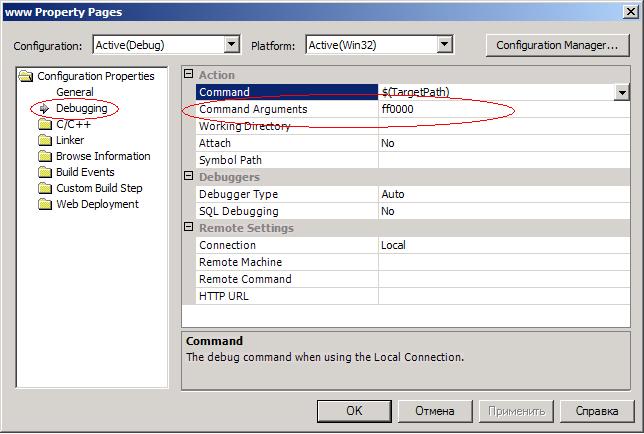 www Property Pages
Configuration: Active(Debug) Platform: Active(Win32) Configuration Manager...
Configuration Properties
General
Debugging
C/C++
Linker
Browse Information
Build Events
Custom Build Step
Web Deployment
Action
Command $(TargetPath)
Command Arguments ff0000
Working Directory
Attach No
Symbol Path
Debuggers
Debugger Type Auto
SQL Debugging No
Remote Settings
Connection Local
Remote Machine
Remote Command
HTTP URL
Command
The debug command when using the Local Connection.
OK Отмена Применить Справка